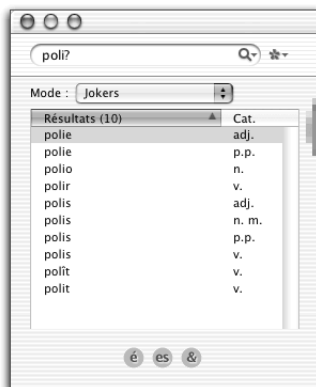 poli?
Mode : Jokers
Résultats (10) Cat.
polie adj.
polie p.p.
polio n.
polir v.
polis adj.
polis n. m.
polis p.p.
polis v.
polît v.
polit v.
é es &